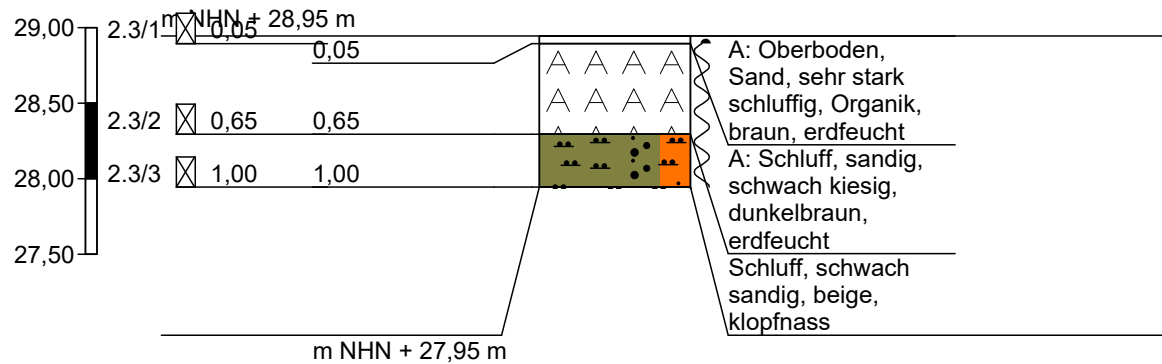 m NHN + 28,95 m
29,00
2.3/1 0,05
0,05
A: Oberboden,
Sand, sehr stark
schluffig, Organik,
braun, erdfeucht
28,50
2.3/2 0,65 0,65
A: Schluff, sandig,
schwach kiesig,
dunkelbraun,
erdfeucht
28,00
2.3/3 1,00 1,00
27,50
Schluff, schwach
sandig, beige,
klopfnass
m NHN + 27,95 m